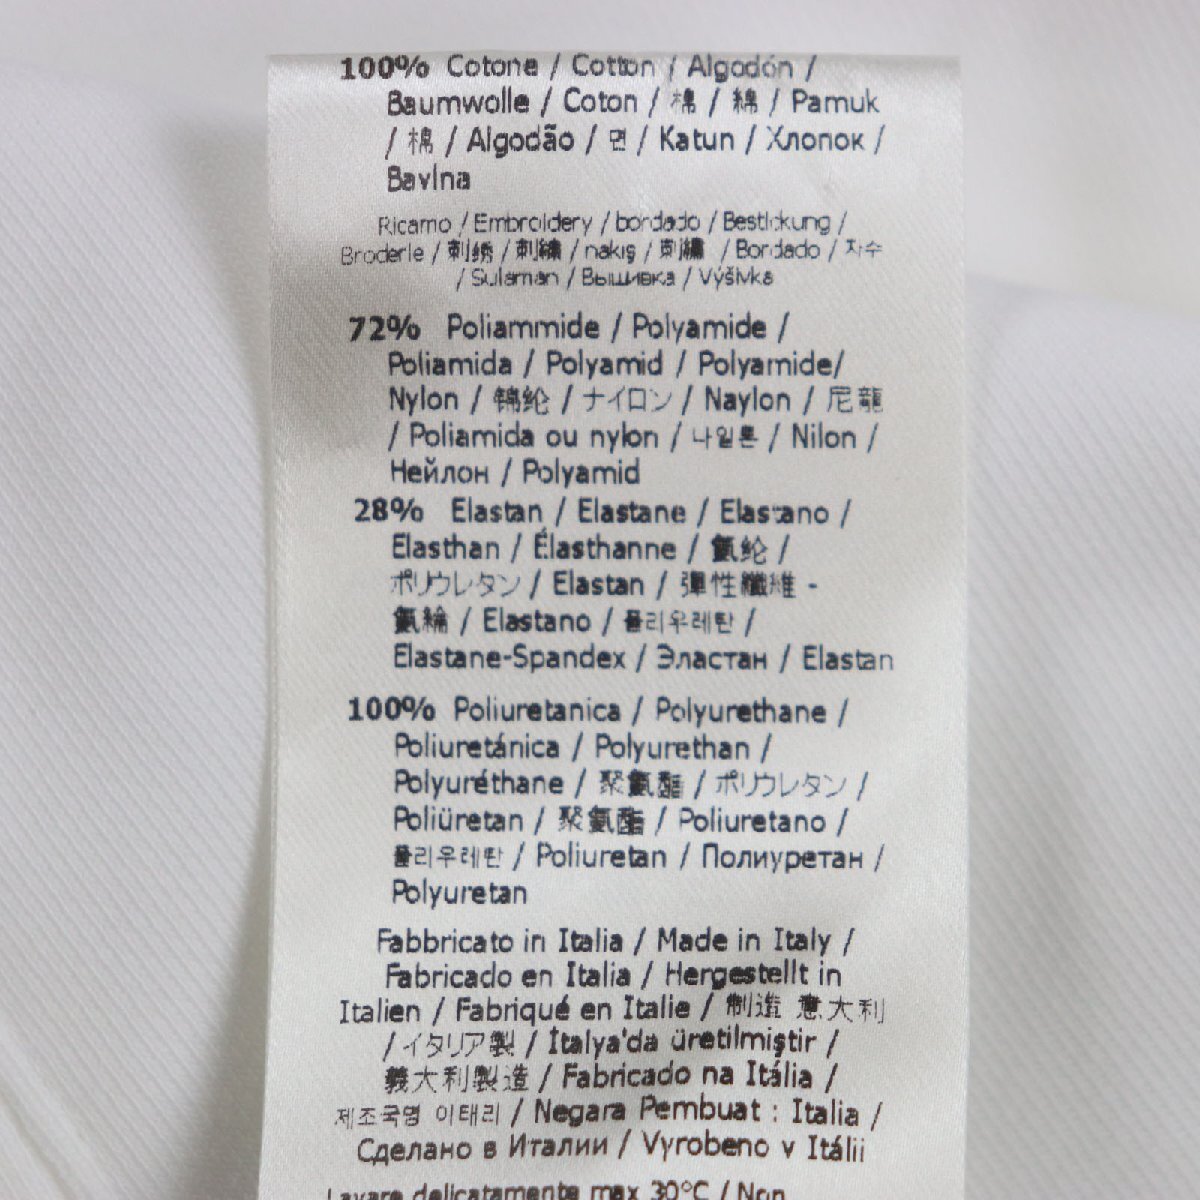 100% Cotone / Cotton / Algodón /
Baumwolle / Coton / 棉 / 綿 / Pamuk
/ 棉 / Algodão / 면 / Katun / Хлопок /
Bavlna
Ricamo / Embroidery / bordado / Bestickung /
Broderie / 刺绣 / 刺繍 / nakış / 刺繡 / Bordado / 자수
/ Sulaman / Вышивка / Výšivka
72% Poliammide / Polyamide /
Poliamida / Polyamid / Polyamide/
Nylon / 锦纶 / ナイロン / Naylon / 尼龍
/ Poliamida ou nylon / 나일론 / Nilon /
Нейлон / Polyamid
28% Elastan / Elastane / Elastano /
Elasthan / Élasthanne / 氨纶 /
ポリウレタン / Elastan / 彈性纖維 -
氨綸 / Elastano / 폴리우레탄 /
Elastane-Spandex / Эластан / Elastan
100% Poliuretanica / Polyurethane /
Poliuretánica / Polyurethan /
Polyuréthane / 聚氨酯 / ポリウレタン /
Poliüretan / 聚氨酯 / Poliuretano /
폴리우레탄 / Poliuretan / Полиуретан /
Polyuretan
Fabbricato in Italia / Made in Italy /
Fabricado en Italia / Hergestellt in
Italien / Fabriqué en Italie / 制造 意大利
/ イタリア製 / İtalya'da üretilmiştir /
義大利製造 / Fabricado na Itália /
제조국명 이태리 / Negara Pembuat : Italia /
Сделано в Италии / Vyrobeno v Itálii
Lavare delicatamente max 30°C / Non